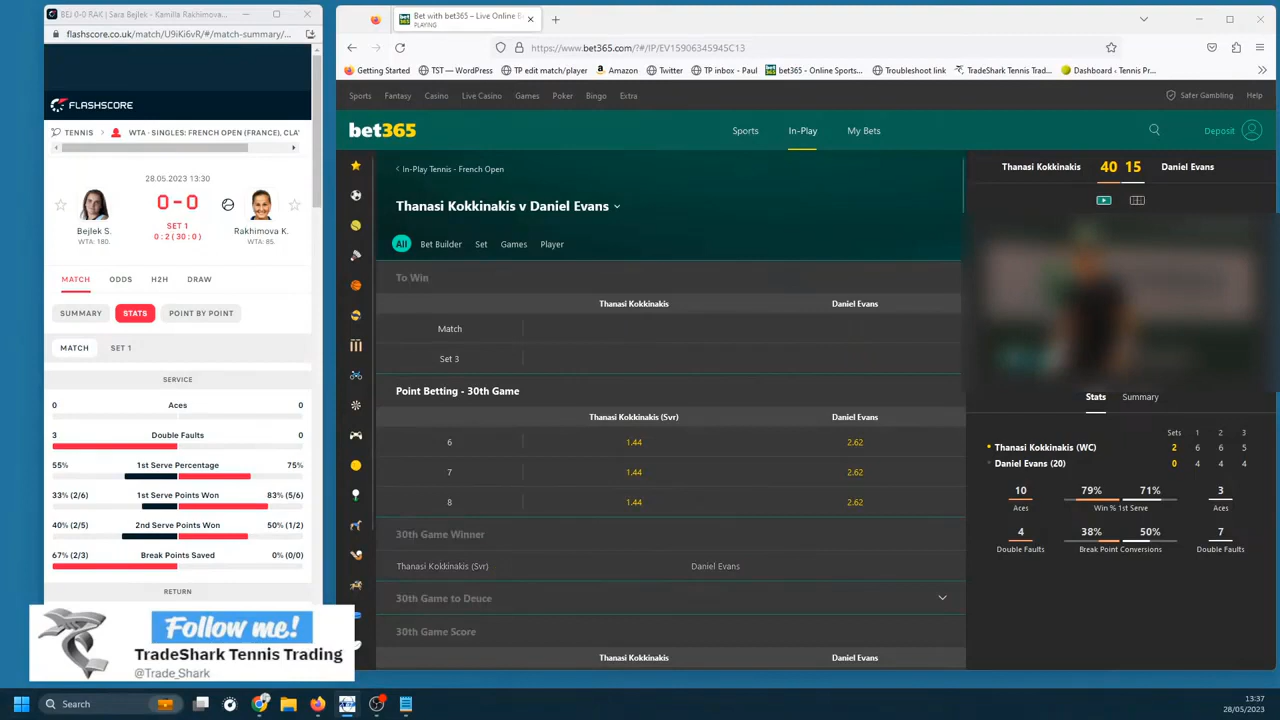 BEJ 0-0 RAK | Sara Bejlek - Kamilla Rakhimova...
flashscore.co.uk/match/U9iKi6vR/#/match-summary/...
FLASHSCORE
TENNIS
WTA - SINGLES: FRENCH OPEN (FRANCE), CLA
28.05.2023 13:30
0-0
SET 1
0 : 2 ( 30 : 0 )
Bejlek S.
WTA: 180.
Rakhimova K.
WTA: 85.
MATCH ODDS H2H DRAW
SUMMARY STATS POINT BY POINT
MATCH SET 1
SERVICE
0 Aces 0
3 Double Faults 0
55% 1st Serve Percentage 75%
33% (2/6) 1st Serve Points Won 83% (5/6)
40% (2/5) 2nd Serve Points Won 50% (1/2)
67% (2/3) Break Points Saved 0% (0/0)
RETURN
Follow me!
TradeShark Tennis Trading
@Trade_Shark
Bet with bet365 – Live Online B
PLAYING
https://www.bet365.com/?#/IP/EV15906345945C13
Getting Started TST — WordPress TP edit match/player Amazon Twitter TP inbox - Paul bet365 - Online Sports... Troubleshoot link TradeShark Tennis Trad... Dashboard ‹ Tennis Pr...
Sports Fantasy Casino Live Casino Games Poker Bingo Extra Safer Gambling Help
bet365 Sports In-Play My Bets Deposit
In-Play Tennis - French Open
Thanasi Kokkinakis v Daniel Evans
All Bet Builder Set Games Player
To Win
Thanasi Kokkinakis Daniel Evans
Match
Set 3
Point Betting - 30th Game
Thanasi Kokkinakis (Svr) Daniel Evans
6 1.44 2.62
7 1.44 2.62
8 1.44 2.62
30th Game Winner
Thanasi Kokkinakis (Svr) Daniel Evans
30th Game to Deuce
30th Game Score
Thanasi Kokkinakis Daniel Evans
Thanasi Kokkinakis 40 15 Daniel Evans
Stats Summary
Sets 1 2 3
Thanasi Kokkinakis (WC) 2 6 6 5
Daniel Evans (20) 0 4 4 4
10 79% 71% 3
Aces Win % 1st Serve Aces
4 38% 50% 7
Double Faults Break Point Conversions Double Faults
Search
13:37
28/05/2023